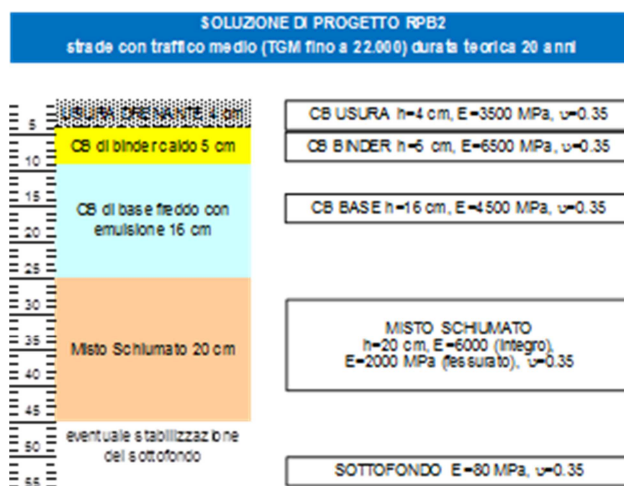 SOLUZIONE DI PROGETTO RPB2
strade con traffico medio (TGM fino a 22.000) durata teorica 20 anni
USURA DRENANTE 4 cm
CB USURA h=4 cm, E=3500 MPa, υ=0.35
5
CB di binder caldo 5 cm
CB BINDER h=5 cm, E=6500 MPa, υ=0.35
10
15
CB di base freddo con
emulsione 16 cm
CB BASE h=16 cm, E=4500 MPa, υ=0.35
20
25
30
35
Misto Schiumato 20 cm
MISTO SCHIUMATO
h=20 cm, E=6000 (integro),
E=2000 MPa (fessurato), υ=0.35
40
45
eventuale stabilizzazione
del sottofondo
50
55
SOTTOFONDO E=80 MPa, υ=0.35